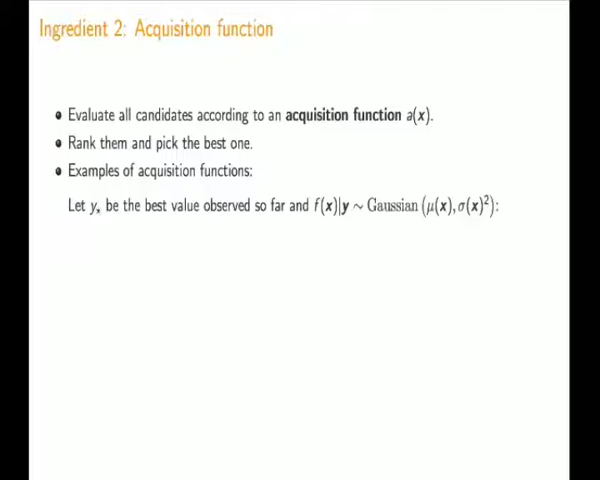 Ingredient 2: Acquisition function
• Evaluate all candidates according to an acquisition function a(x).
• Rank them and pick the best one.
• Examples of acquisition functions:
Let y⋆ be the best value observed so far and f(x)|y ∼ Gaussian (μ(x), σ(x)²):